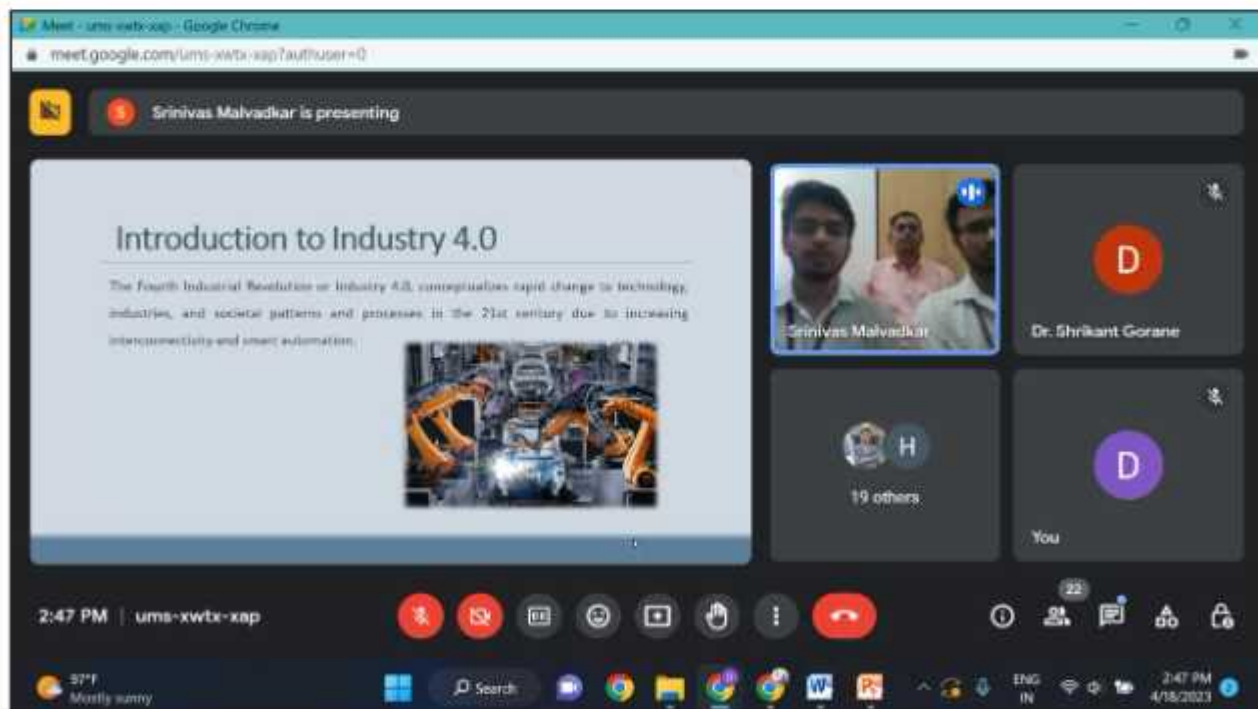 Meet - ums-xwtx-xap - Google Chrome
meet.google.com/ums-xwtx-xap?authuser=0
S
Srinivas Malvadkar is presenting
Introduction to Industry 4.0
The Fourth Industrial Revolution or Industry 4.0, conceptualizes rapid change to technology,
industries, and societal patterns and processes in the 21st century due to increasing
interconnectivity and smart automation.
Srinivas Malvadkar
D
Dr. Shrikant Gorane
H
19 others
D
You
2:47 PM | ums-xwtx-xap
22
97°F
Mostly sunny
Search
ENG
IN
2:47 PM
4/18/2023
2